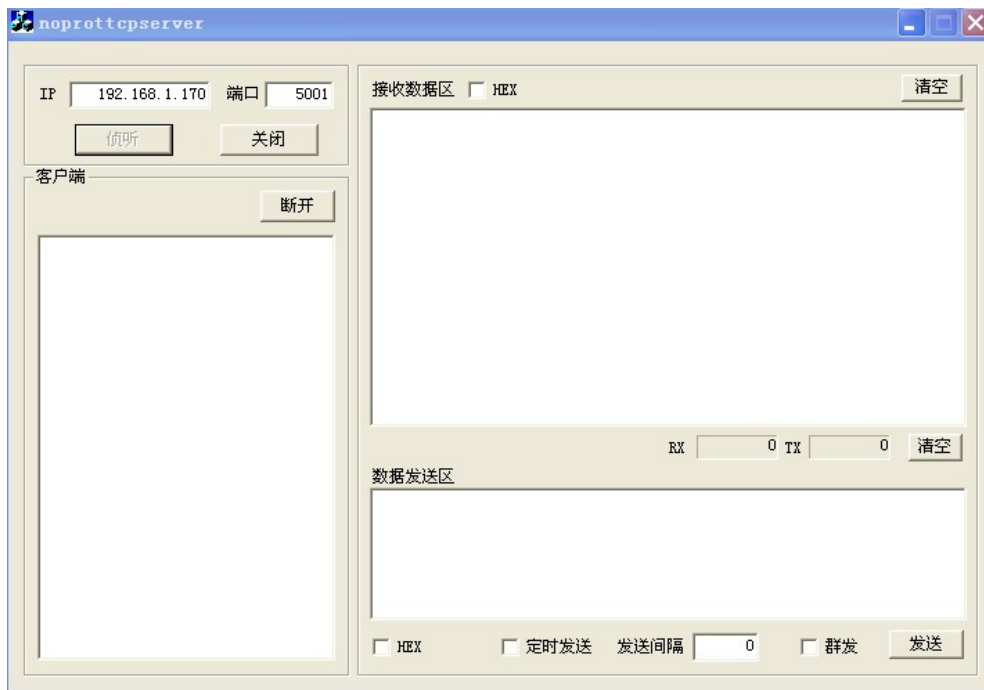 noprottcpserver
IP 192.168.1.170 端口 5001
侦听 关闭
客户端
断开
接收数据区 HEX 清空
RX 0 TX 0 清空
数据发送区
HEX 定时发送 发送间隔 0 群发 发送